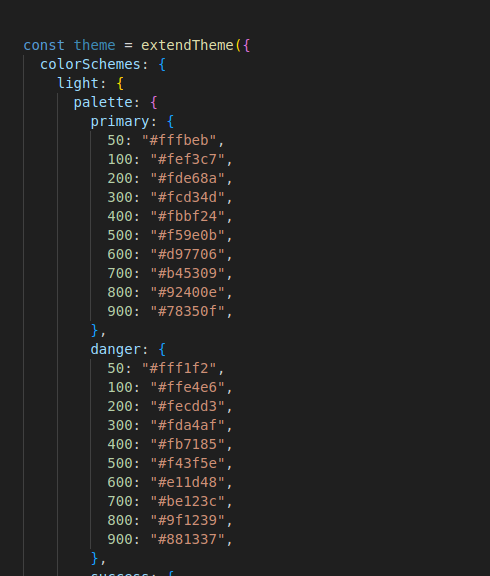 const theme = extendTheme({
  colorSchemes: {
    light: {
      palette: {
        primary: {
          50: "#fffbeb",
          100: "#fef3c7",
          200: "#fde68a",
          300: "#fcd34d",
          400: "#fbbf24",
          500: "#f59e0b",
          600: "#d97706",
          700: "#b45309",
          800: "#92400e",
          900: "#78350f",
        },
        danger: {
          50: "#fff1f2",
          100: "#ffe4e6",
          200: "#fecdd3",
          300: "#fda4af",
          400: "#fb7185",
          500: "#f43f5e",
          600: "#e11d48",
          700: "#be123c",
          800: "#9f1239",
          900: "#881337",
        },
        success: {